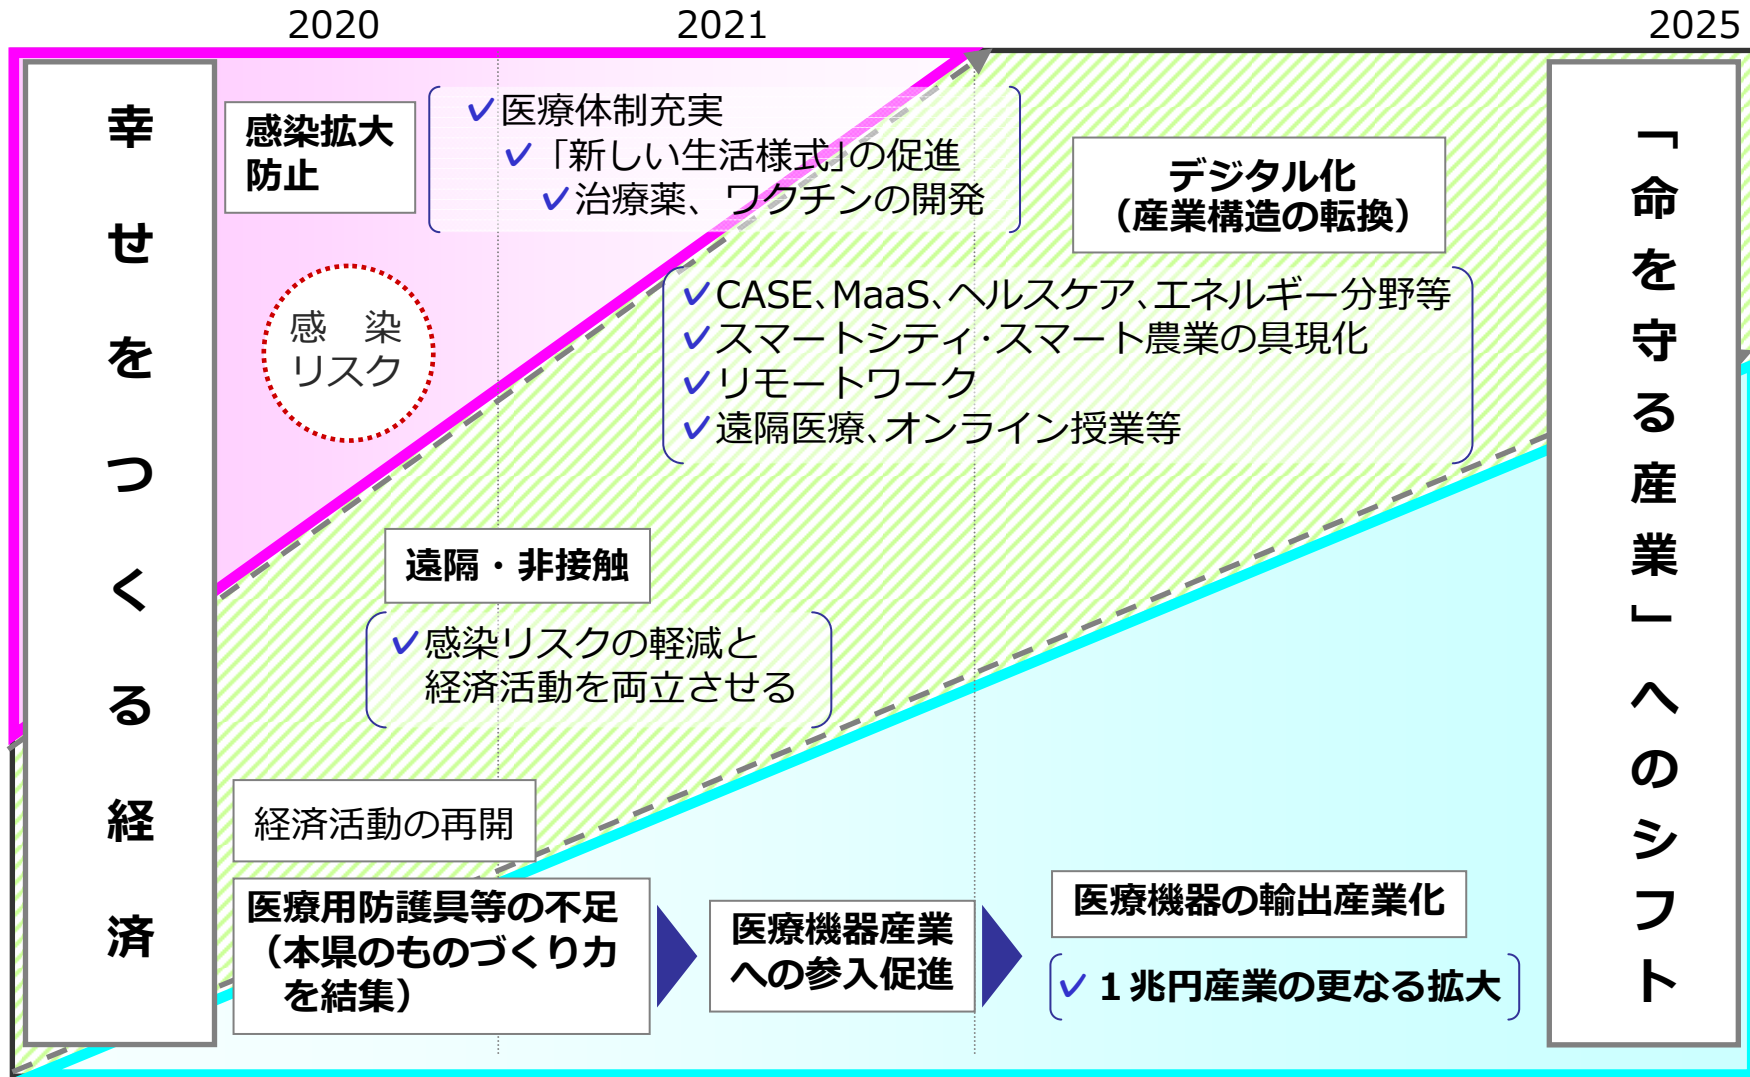 2020
2021
2025
幸せをつくる経済
感染拡大
防止
医療体制充実
「新しい生活様式」の促進
治療薬、ワクチンの開発
感　染
リスク
デジタル化
（産業構造の転換）
CASE、MaaS、ヘルスケア、エネルギー分野等
スマートシティ・スマート農業の具現化
リモートワーク
遠隔医療、オンライン授業等
遠隔・非接触
感染リスクの軽減と
経済活動を両立させる
経済活動の再開
医療用防護具等の不足
（本県のものづくり力
を結集）
医療機器産業
への参入促進
医療機器の輸出産業化
１兆円産業の更なる拡大
「命を守る産業」へのシフト